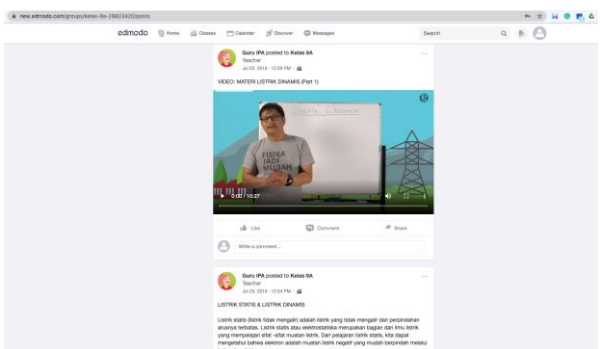 new.edmodo.com/groups/kelas-9a-29823420/posts
edmodo Home Classes Calendar Discover Messages Search
Guru IPA posted to Kelas 9A
Teacher
VIDEO: MATERI LISTRIK DINAMIS (Part 1)
Listrik Dinamis
FISIKA
JADI
MUDAH
0:00 / 10:27
Like Comment Share
Write a comment...
Guru IPA posted to Kelas 9A
Teacher
LISTRIK STATIS & LISTRIK DINAMIS
Listrik statis (listrik tidak mengalir) adalah listrik yang tidak mengalir dan perpindahan
arusnya terbatas. Listrik statis atau elektrostatika merupakan bagian dari ilmu listrik
yang mempelajari sifat -sifat muatan listrik. Dari pelajaran listrik statis, kita dapat
mengetahui bahwa elektron adalah muatan listrik negatif yang mudah berpindah melalui